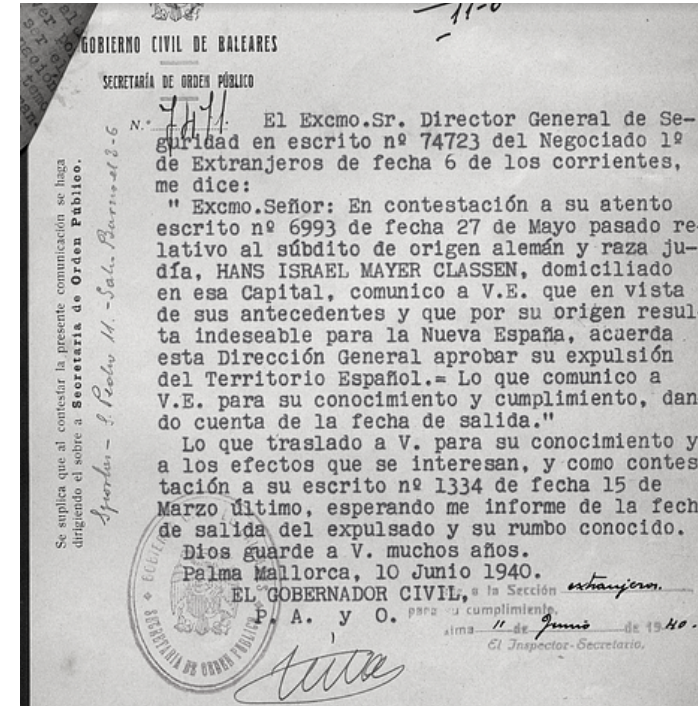 11-6
GOBIERNO CIVIL DE BALEARES
SECRETARÍA DE ORDEN PÚBLICO
N.º 7471.
El Excmo.Sr. Director General de Se-
guridad en escrito nº 74723 del Negociado 1º
de Extranjeros de fecha 6 de los corrientes,
me dice:
" Excmo.Señor: En contestación a su atento
escrito nº 6993 de fecha 27 de Mayo pasado re-
lativo al súbdito de origen alemán y raza ju-
día, HANS ISRAEL MAYER CLASSEN, domiciliado
en esa Capital, comunico a V.E. que en vista
de sus antecedentes y que por su origen resul-
ta indeseable para la Nueva España, acuerda
esta Dirección General aprobar su expulsión
del Territorio Español.= Lo que comunico a
V.E. para su conocimiento y cumplimiento, dan
do cuenta de la fecha de salida."
Lo que traslado a V. para su conocimiento y
a los efectos que se interesan, y como contes
tación a su escrito nº 1334 de fecha 15 de
Marzo último, esperando me informe de la fech
de salida del expulsado y su rumbo conocido.
Dios guarde a V. muchos años.
Palma Mallorca, 10 Junio 1940.
EL GOBERNADOR CIVIL,
P. A. y O.
a la Sección extranjeros.
para su cumplimiento.
alma 11 de Junio de 1940.
El Inspector-Secretario,
SECRETARIA DE ORDEN PUBLICO
Se suplica que al contestar la presente comunicación se haga
dirigiendo el sobre a Secretaría de Orden Público.